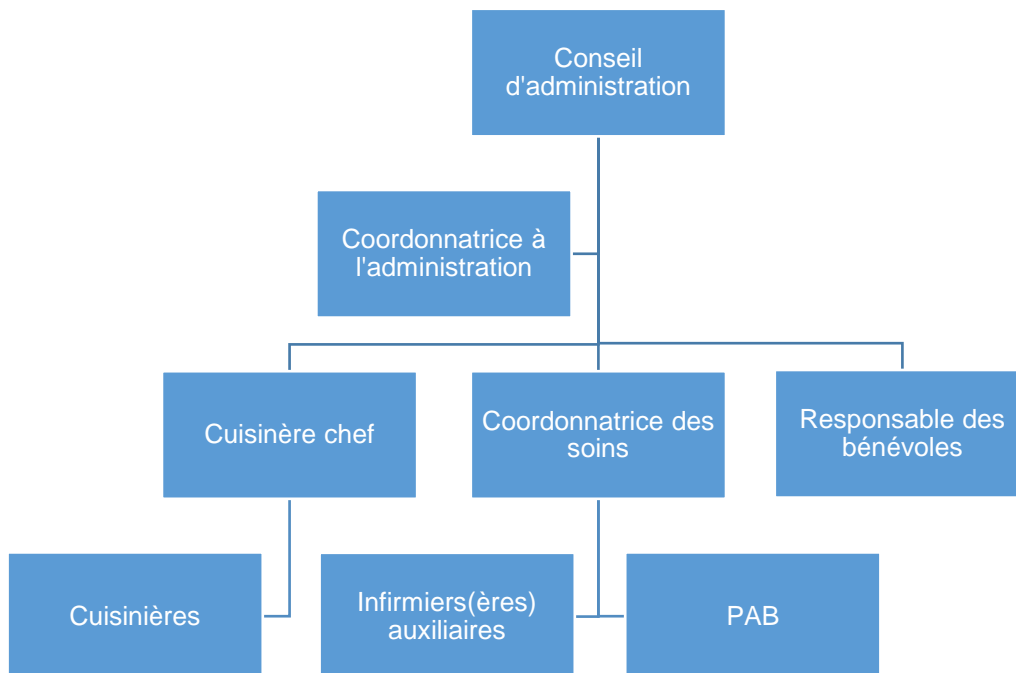 Conseil
d'administration
Coordonnatrice à
l'administration
Cuisinère chef
Coordonnatrice des
soins
Responsable des
bénévoles
Cuisinières
Infirmiers(ères)
auxiliaires
PAB